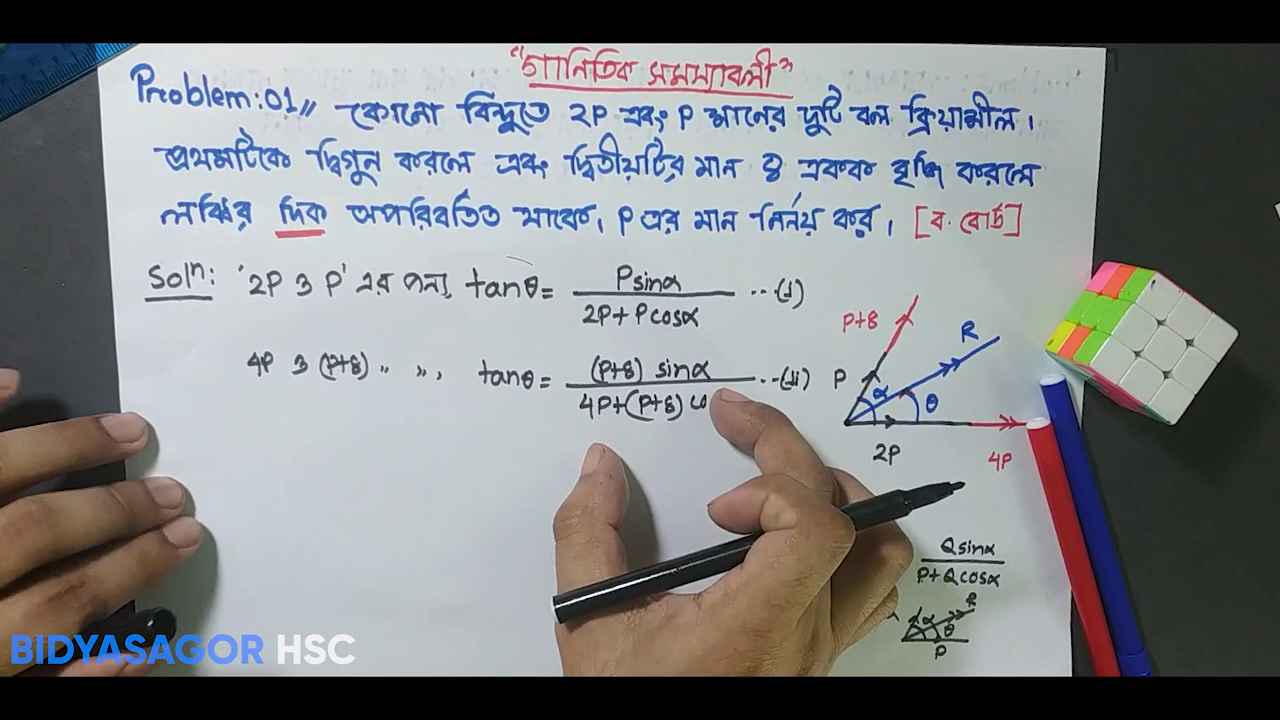 "গানিতিক সমস্যাবলী"
Problem:01// কোনো বিন্দুতে 2P এবং P মানের দুটি বল ক্রিয়াশীল।
প্রথমটিকে দ্বিগুন করলে এবং দ্বিতীয়টির মান 8 একক বৃদ্ধি করলে
লব্ধির দিক অপরিবর্তিত থাকে। P এর মান নির্নয় কর। [ব. বোর্ড]
Solⁿ: '2P ও P' এর জন্য, tanθ = Psinα / 2P+Pcosα ...(i)
4P ও (P+8) " ", tanθ = (P+8) sinα / 4P+(P+8) co ...(ii)
P+8
R
P
α
θ
2P
4P
Qsinα / P+Qcosα
R
α
θ
P
BIDYASAGOR HSC